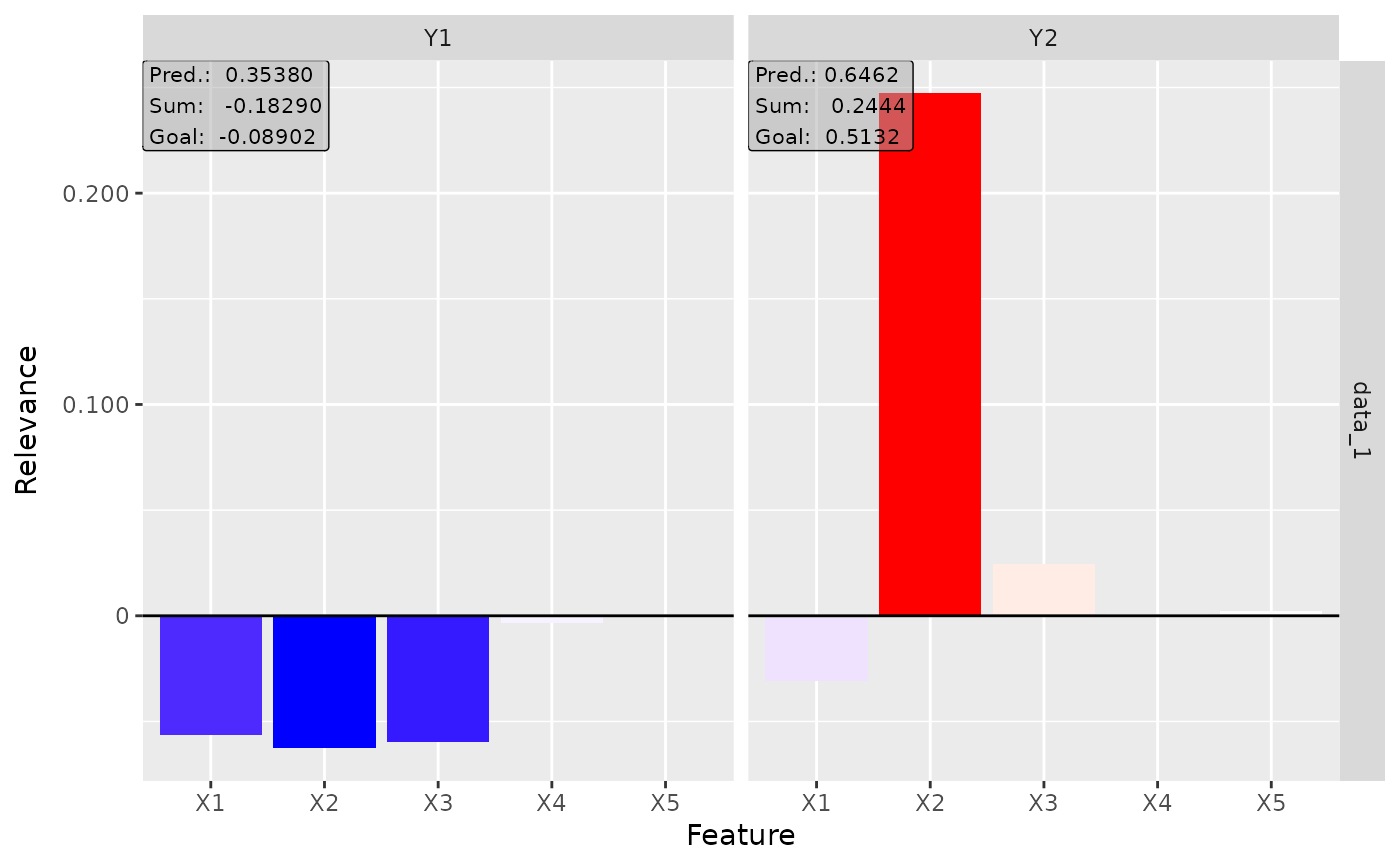 Y1
Y2
Pred.: 0.35380
Sum: -0.18290
Goal: -0.08902
Pred.: 0.6462
Sum: 0.2444
Goal: 0.5132
0.200
0.100
0
Relevance
data_1
X1 X2 X3 X4 X5
X1 X2 X3 X4 X5
Feature